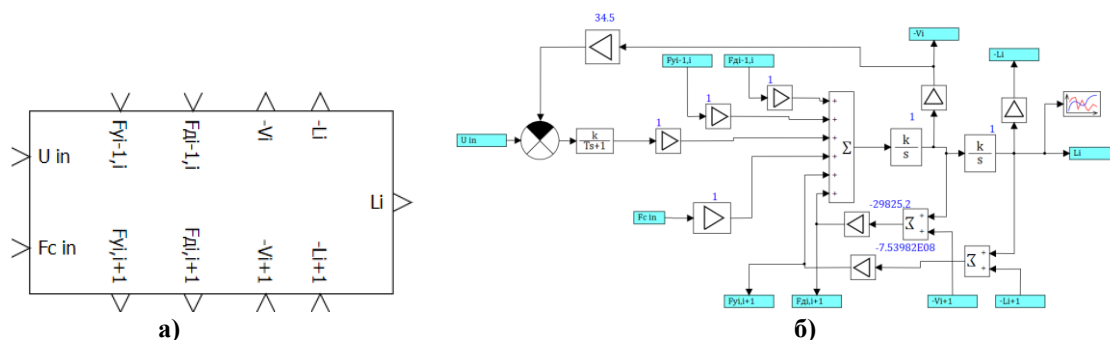 Fyi-1,i
Fдi-1,i
-Vi
-Li
U in
Fc in
Li
Fyi,i+1
Fдi,i+1
-Vi+1
-Li+1
а)
34.5
Fyi-1,i
Fдi-1,i
-Vi
-Li
1
1
1
1
1
U in
k
Ts+1
Σ
k
s
k
s
Li
1
Fc in
-29825,2
Σ
-7.53982E08
Σ
Fyi,i+1
Fдi,i+1
-Vi+1
-Li+1
б)